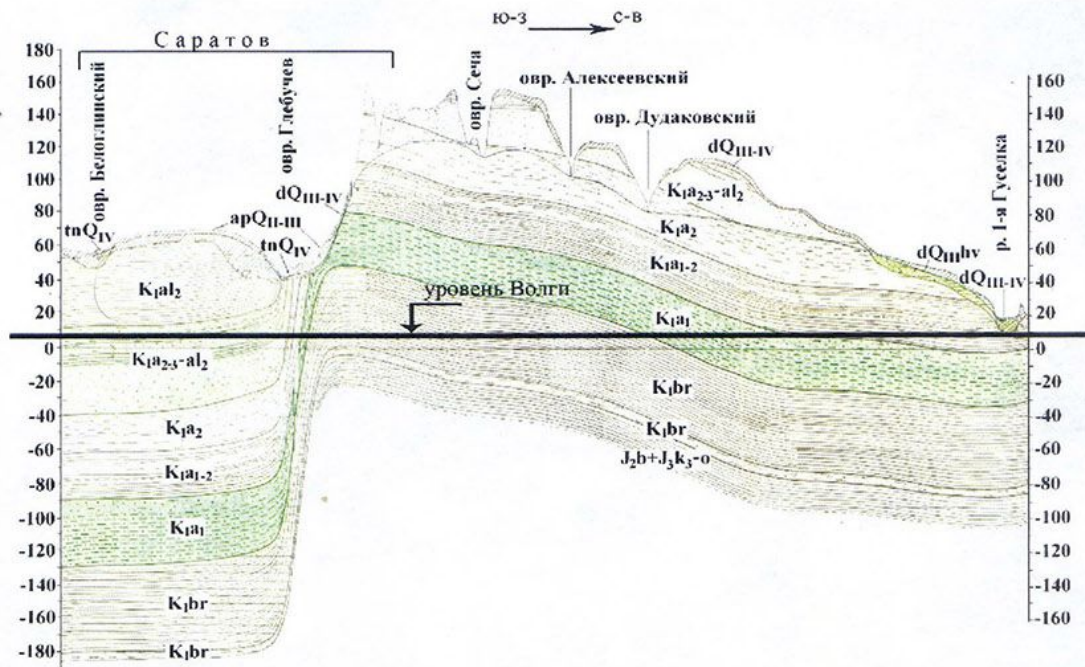 ю-з с-в
Саратов
овр. Белоглинский
овр. Глебучев
овр. Сеча
овр. Алексеевский
овр. Дудаковский
р. 1-я Гуселка
180
160
140
120
100
80
60
40
20
0
-20
-40
-60
-80
-100
-120
-140
-160
-180
tnQIV
apQII-III
tnQIV
dQIII-IV
dQIII-IV
dQIIIhv
dQIII-IV
K1al2
K1a2-3-al2
K1a2
K1a1-2
K1a1
K1br
K1br
уровень Волги
K1a2-3-al2
K1a2
K1a1-2
K1a1
K1br
K1br
J2b+J3k3-o
160
140
120
100
80
60
40
20
0
-20
-40
-60
-80
-100
-120
-140
-160